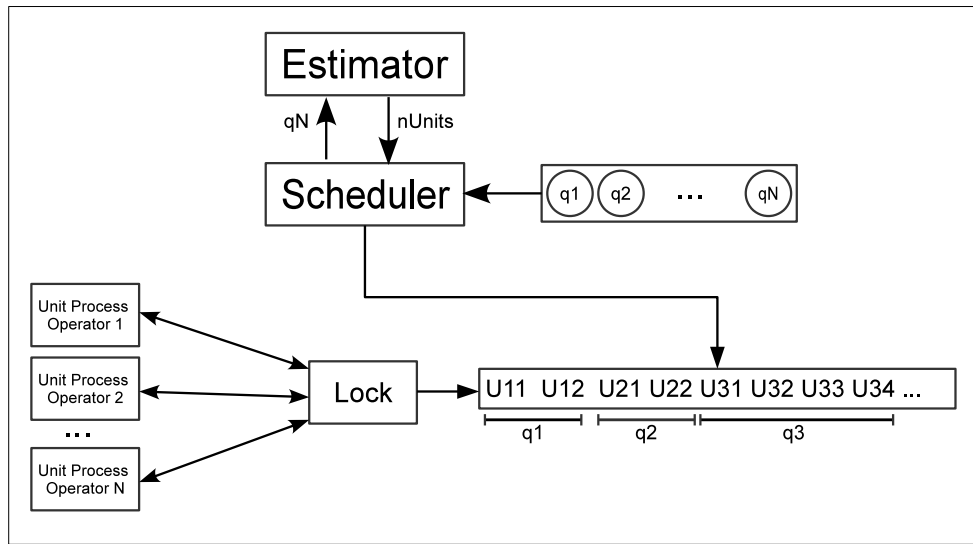 Estimator
qN nUnits
Scheduler
q1 q2 ... qN
Unit Process
Operator 1
Unit Process
Operator 2
...
Unit Process
Operator N
Lock
U11 U12 U21 U22 U31 U32 U33 U34 ...
q1 q2 q3